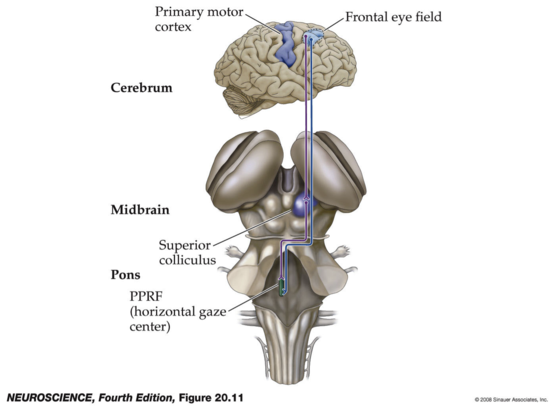 Primary motor
cortex
Frontal eye field
Cerebrum
Midbrain
Superior
colliculus
Pons
PPRF
(horizontal gaze
center)
NEUROSCIENCE, Fourth Edition, Figure 20.11
© 2008 Sinauer Associates, Inc.